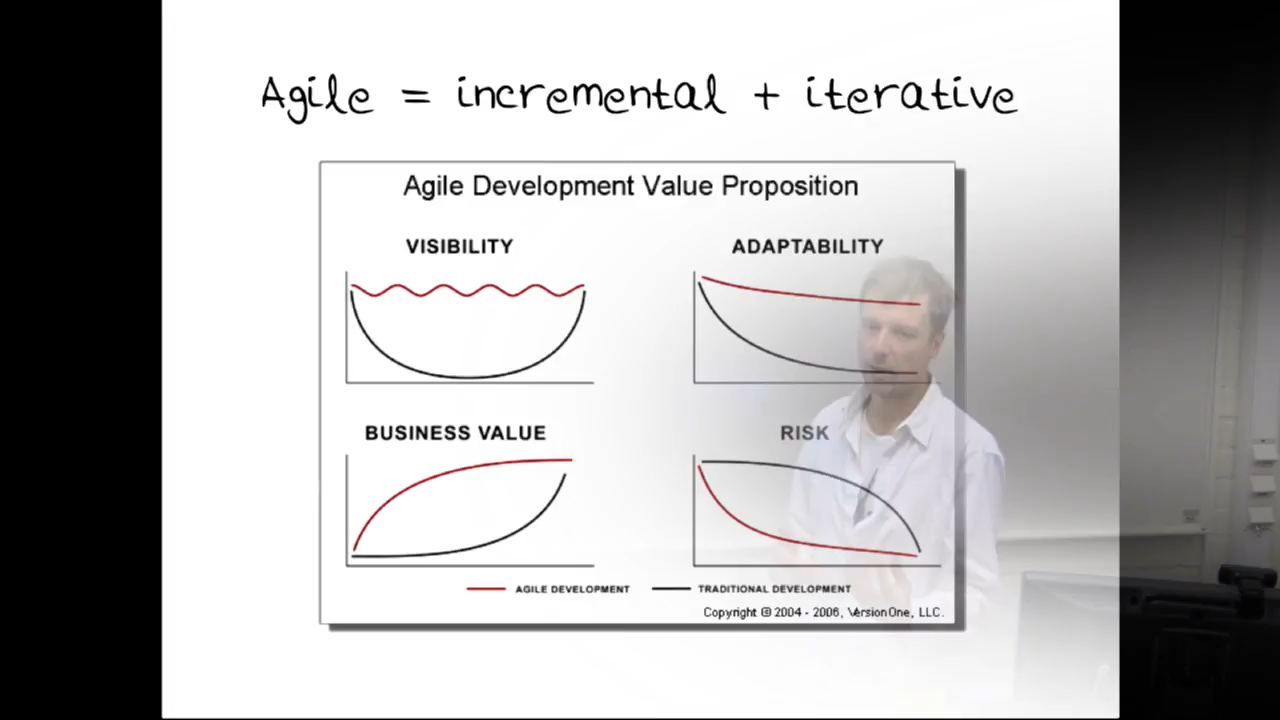 Agile = incremental + iterative
Agile Development Value Proposition
VISIBILITY
ADAPTABILITY
BUSINESS VALUE
RISK
AGILE DEVELOPMENT
TRADITIONAL DEVELOPMENT
Copyright © 2004 - 2006, VersionOne, LLC.